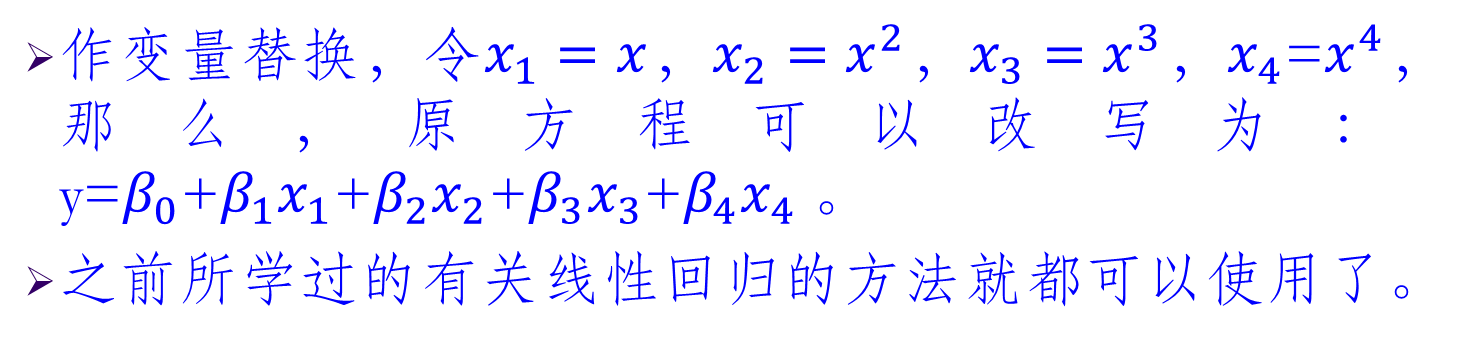 ➢作变量替换，令𝒙₁ = 𝒙，𝒙₂ = 𝒙²，𝒙₃ = 𝒙³，𝒙₄=𝒙⁴，
那么，原方程可以改写为：
y=𝜷₀+𝜷₁𝒙₁+𝜷₂𝒙₂+𝜷₃𝒙₃+𝜷₄𝒙₄ 。
➢之前所学过的有关线性回归的方法就都可以使用了。